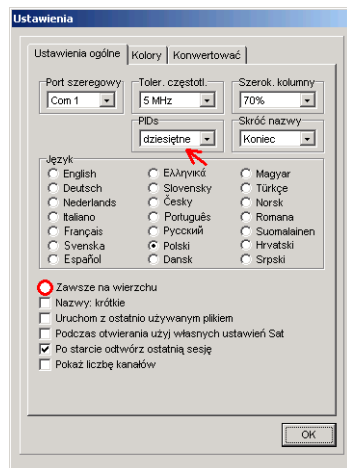 Ustawienia
Ustawienia ogólne Kolory Konwertować
Port szeregowy Toler. częstotl. Szerok. kolumny
Com 1 5 MHz 70%
PIDs Skróć nazwy
dziesiętne Koniec
Język
English Ελληνικά Magyar
Deutsch Slovensky Türkçe
Nederlands Česky Norsk
Italiano Português Romana
Français Русский Suomalainen
Svenska Polski Hrvatski
Español Dansk Srpski
Zawsze na wierzchu
Nazwy: krótkie
Uruchom z ostatnio używanym plikiem
Podczas otwierania użyj własnych ustawień Sat
Po starcie odtwórz ostatnią sesję
Pokaż liczbę kanałów
OK